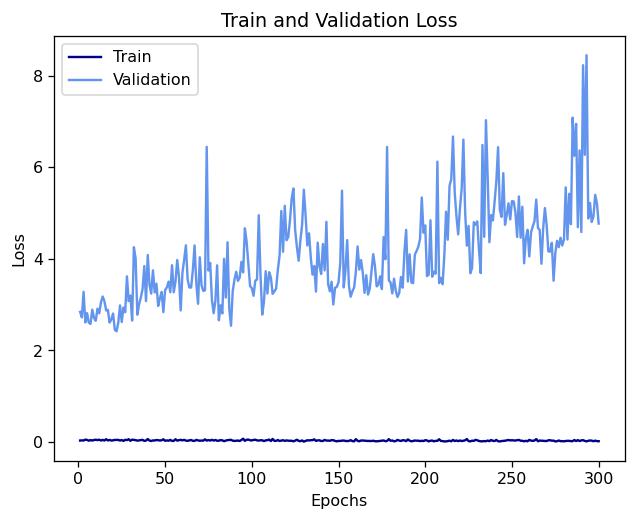 Train and Validation Loss
Train
Validation
8
6
4
2
0
Loss
0 50 100 150 200 250 300
Epochs